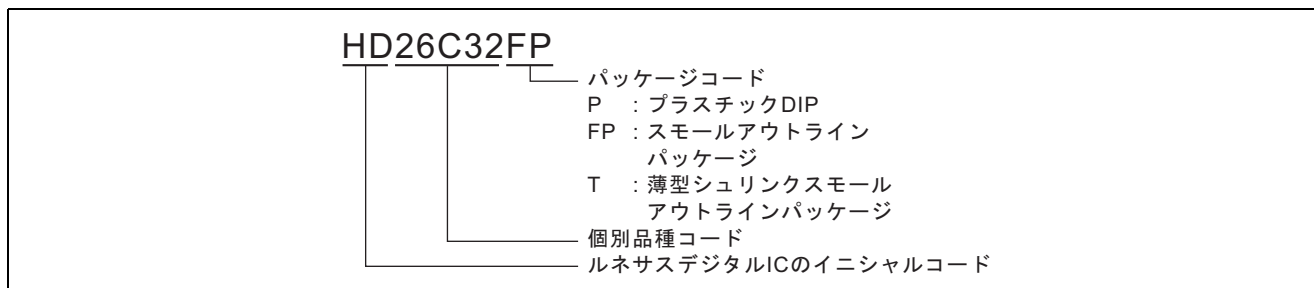 HD26C32FP
パッケージコード
P ：プラスチックDIP
FP ：スモールアウトライン
パッケージ
T ：薄型シュリンクスモール
アウトラインパッケージ
個別品種コード
ルネサスデジタルICのイニシャルコード